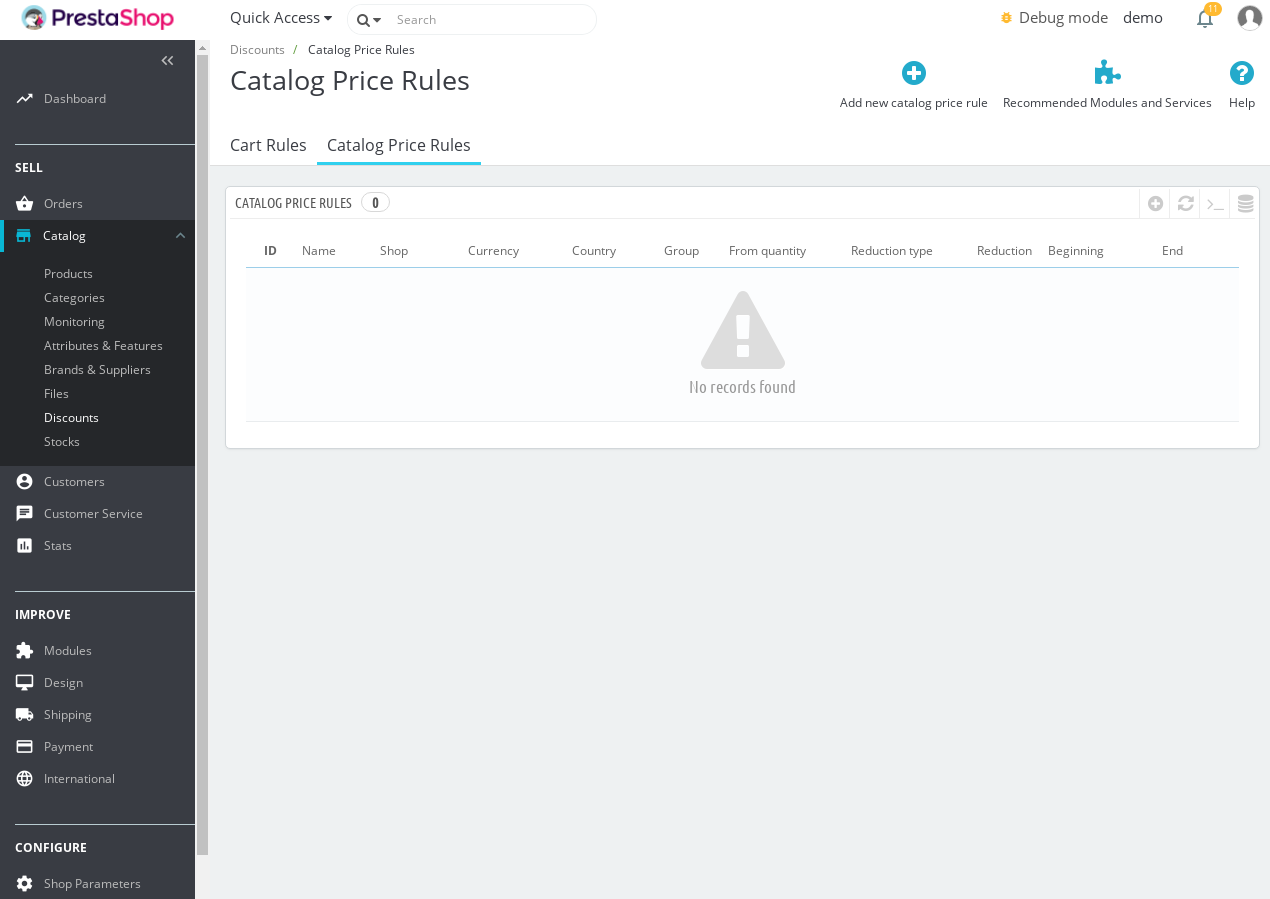 PrestaShop
Quick Access
Search
Debug mode
demo
11
Discounts / Catalog Price Rules
Catalog Price Rules
Add new catalog price rule
Recommended Modules and Services
Help
Cart Rules
Catalog Price Rules
Dashboard
SELL
Orders
Catalog
Products
Categories
Monitoring
Attributes & Features
Brands & Suppliers
Files
Discounts
Stocks
Customers
Customer Service
Stats
IMPROVE
Modules
Design
Shipping
Payment
International
CONFIGURE
Shop Parameters
CATALOG PRICE RULES 0
ID Name Shop Currency Country Group From quantity Reduction type Reduction Beginning End
No records found